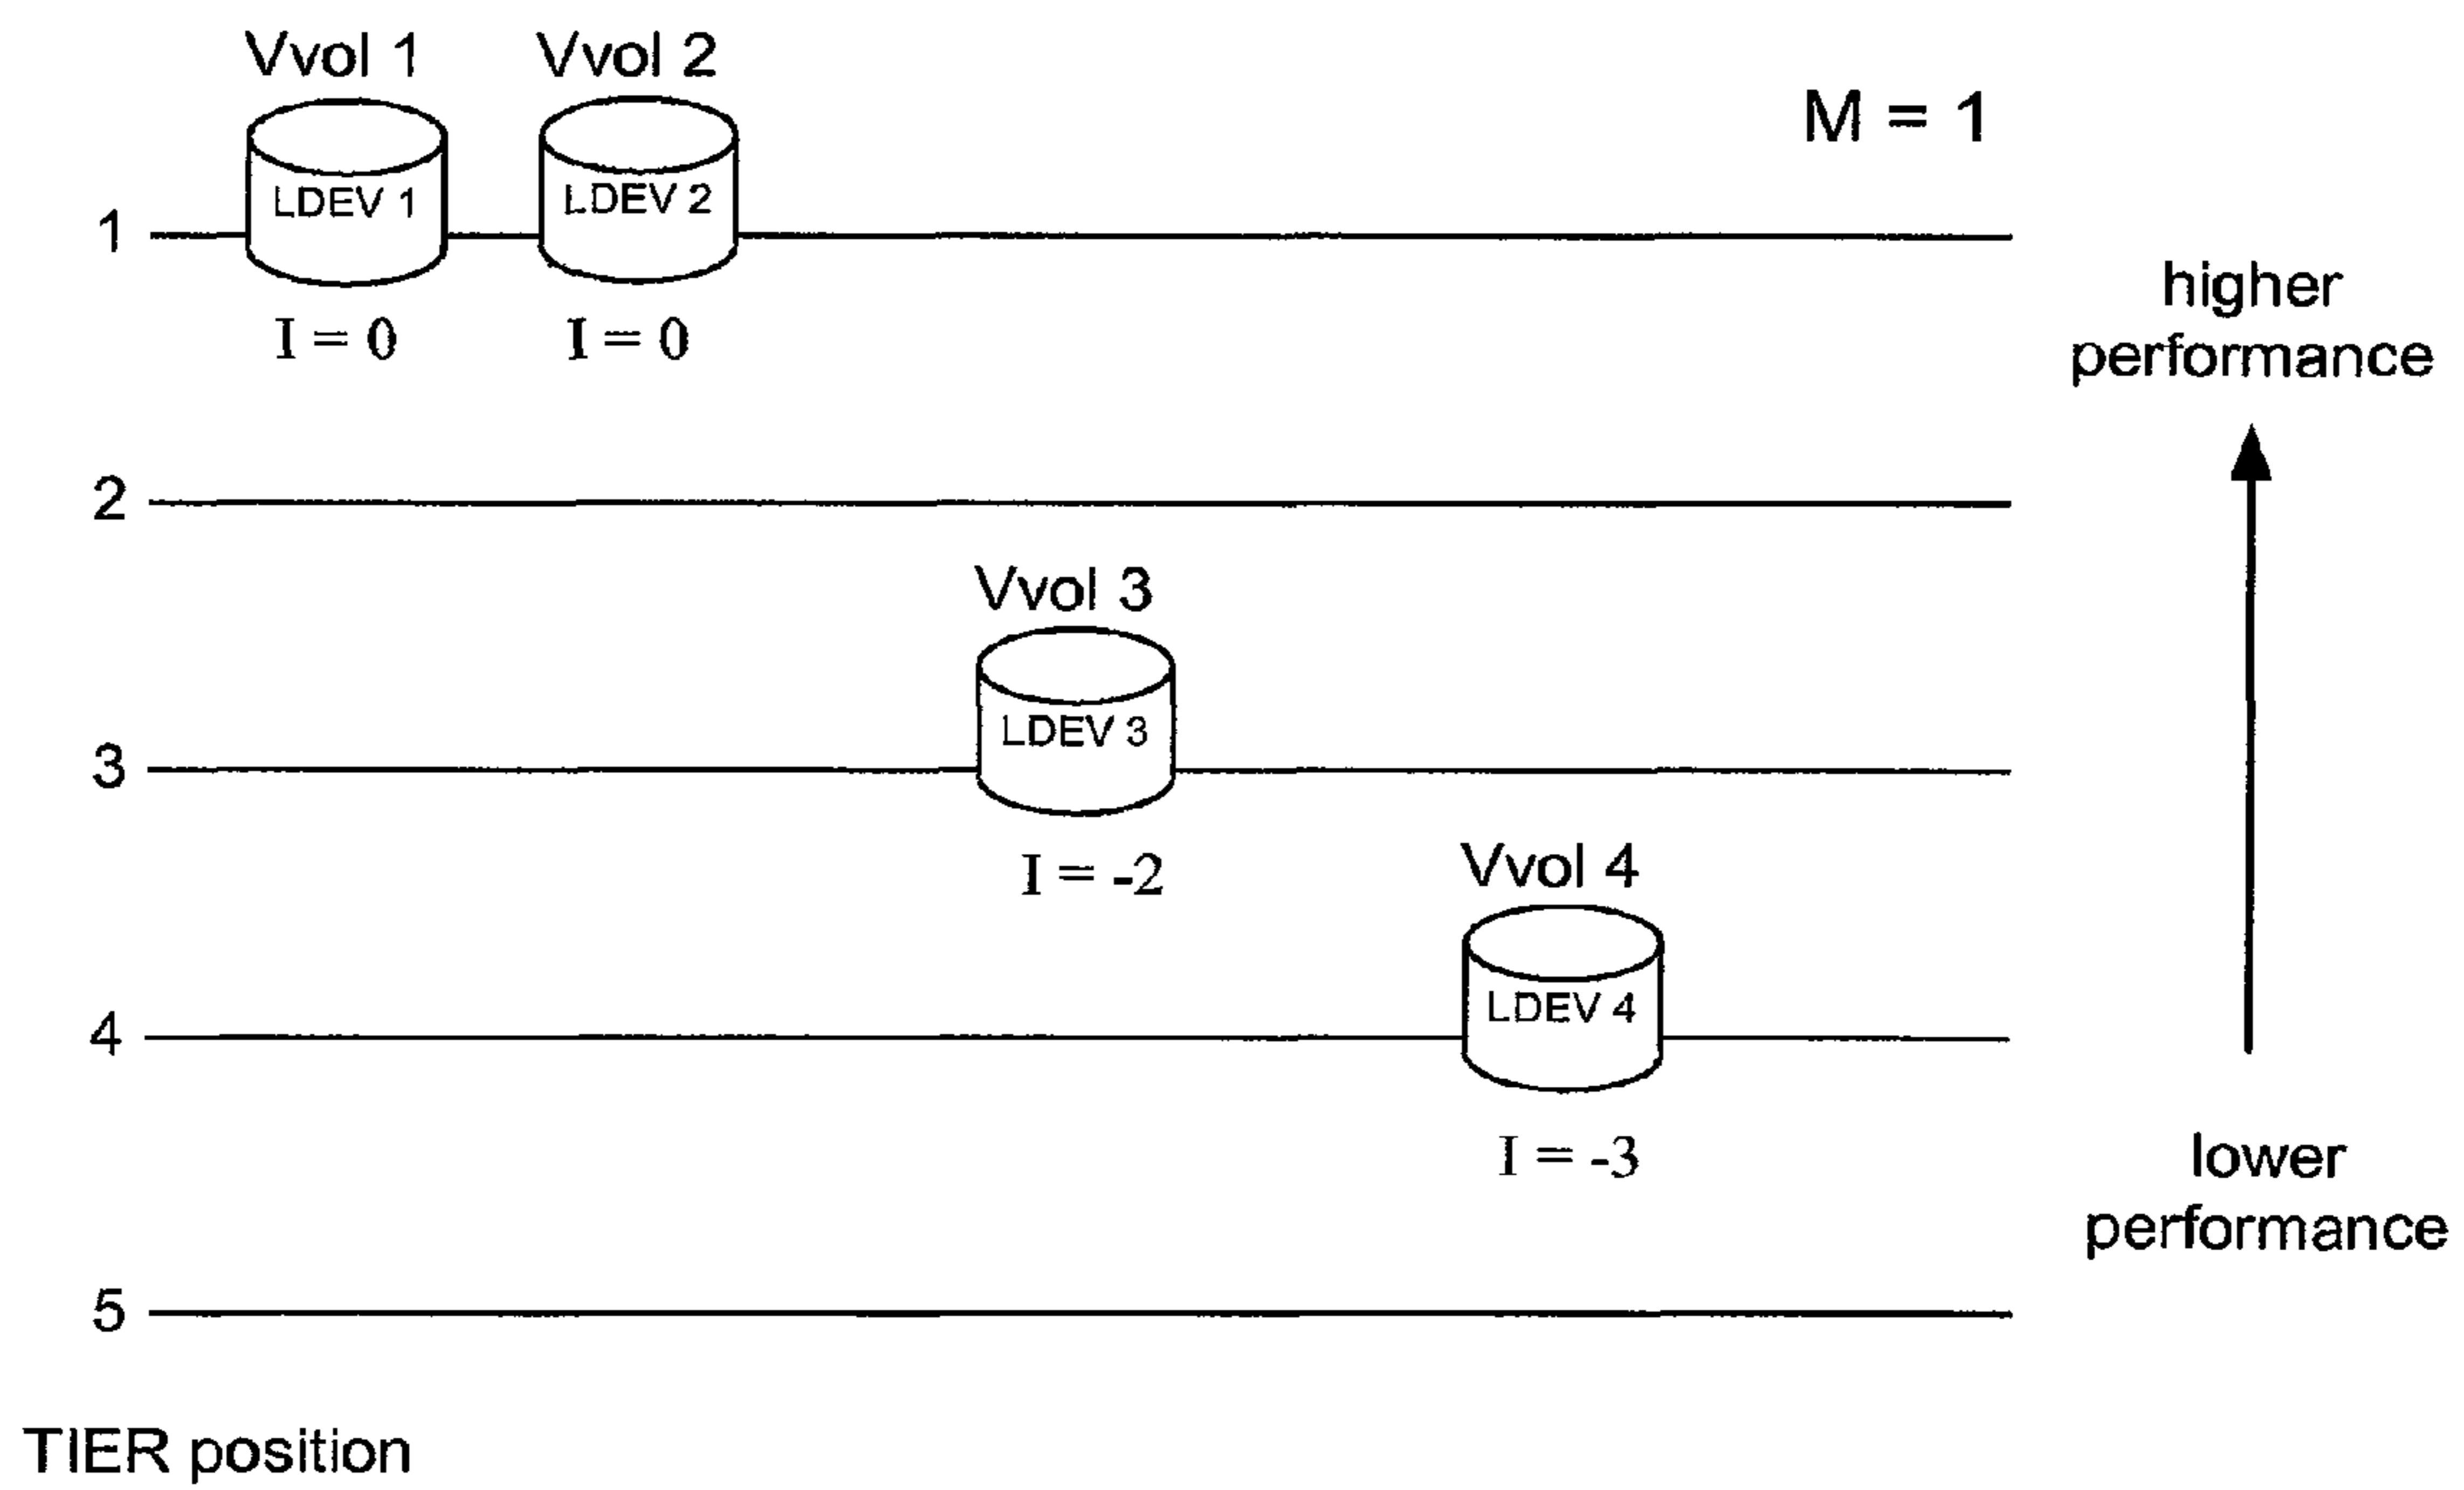 Vvol 1 Vvol 2
M = 1
LDEV 1 LDEV 2
1
I = 0 I = 0
higher
performance
2
Vvol 3
LDEV 3
3
I = -2
Vvol 4
LDEV 4
4
I = -3
lower
performance
5
TIER position